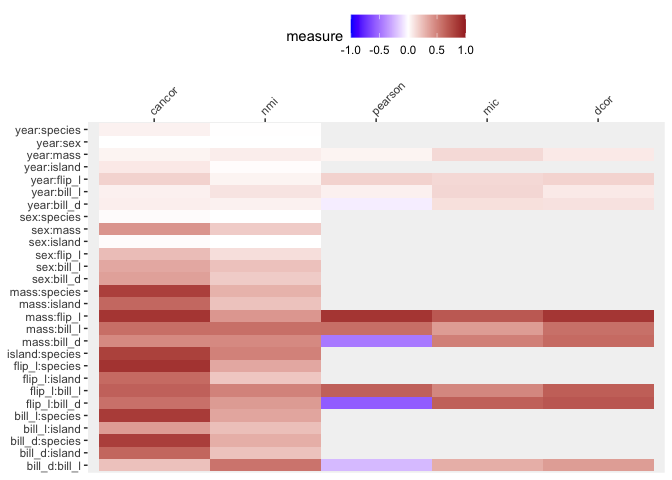 measure
-1.0 -0.5 0.0 0.5 1.0
cancor nmi pearson mic dcor
year:species
year:sex
year:mass
year:island
year:flip_l
year:bill_l
year:bill_d
sex:species
sex:mass
sex:island
sex:flip_l
sex:bill_l
sex:bill_d
mass:species
mass:island
mass:flip_l
mass:bill_l
mass:bill_d
island:species
flip_l:species
flip_l:island
flip_l:bill_l
flip_l:bill_d
bill_l:species
bill_l:island
bill_d:species
bill_d:island
bill_d:bill_l